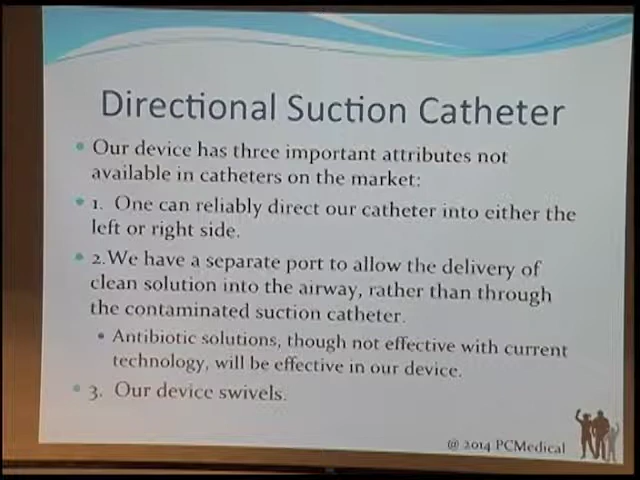 Directional Suction Catheter
• Our device has three important attributes not
available in catheters on the market:
• 1. One can reliably direct our catheter into either the
left or right side.
• 2.We have a separate port to allow the delivery of
clean solution into the airway, rather than through
the contaminated suction catheter.
• Antibiotic solutions, though not effective with current
technology, will be effective in our device.
• 3. Our device swivels.
@ 2014 PCMedical